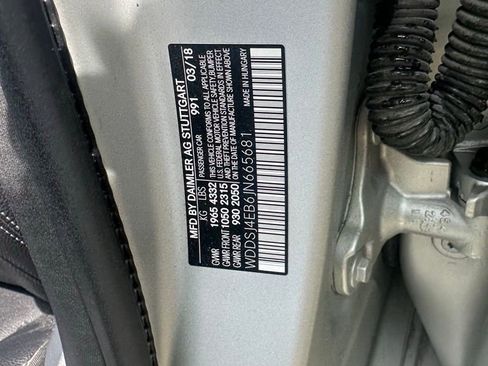 MFD BY DAIMLER AG STUTTGART
PASSENGER CAR 991 03/18
KG LBS THIS VEHICLE CONFORMS TO ALL APPLICABLE
GVWR 1965 4332 U.S. FEDERAL MOTOR VEHICLE SAFETY, BUMPER
GAWR FRONT 1050 2315 AND THEFT PREVENTION STANDARDS IN EFFECT
GAWR REAR 930 2050 ON THE DATE OF MANUFACTURE SHOWN ABOVE
WDDSJ4EB6JN665681 MADE IN HUNGARY